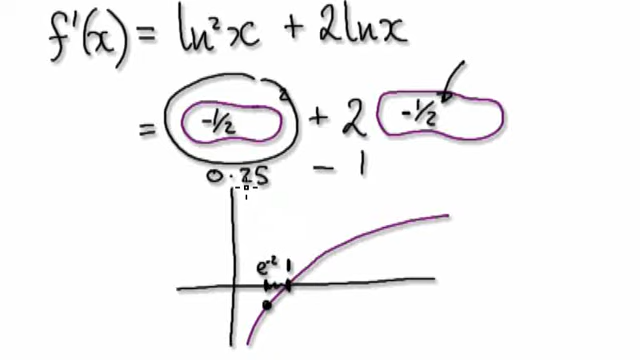 f'(x) = ln²x + 2lnx
= (-1/2)² + 2 (-1/2)
0.25 - 1
e⁻² 1